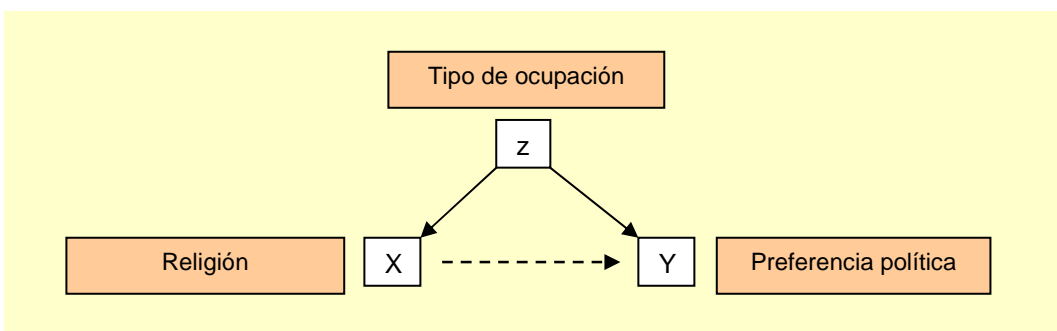 Tipo de ocupación
z
Religión
X
Y
Preferencia política